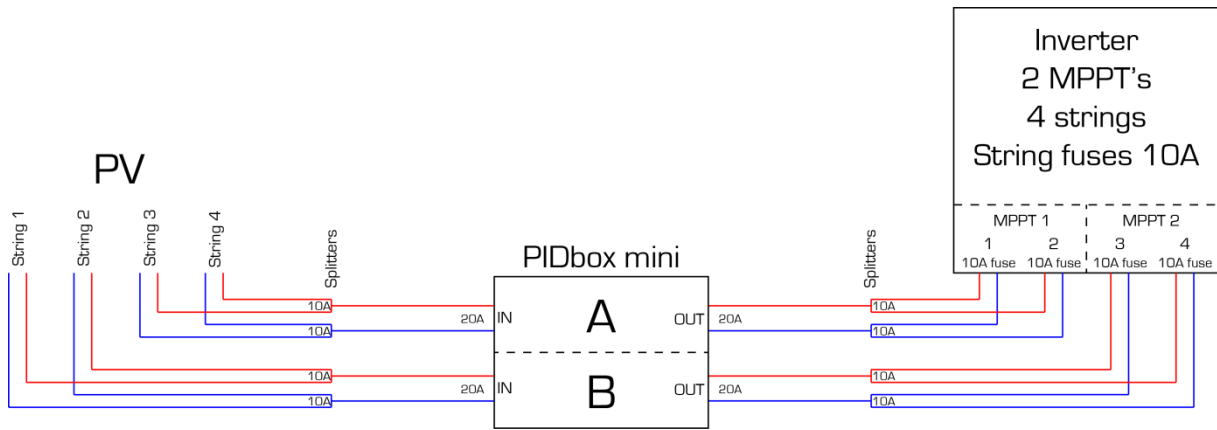 Inverter
2 MPPT's
4 strings
String fuses 10A
MPPT 1
MPPT 2
1
2
3
4
10A fuse
10A fuse
10A fuse
10A fuse
PV
String 1
String 2
String 3
String 4
Splitters
10A
10A
10A
10A
PIDbox mini
20A
IN
A
OUT
20A
20A
IN
B
OUT
20A
Splitters
10A
10A
10A
10A